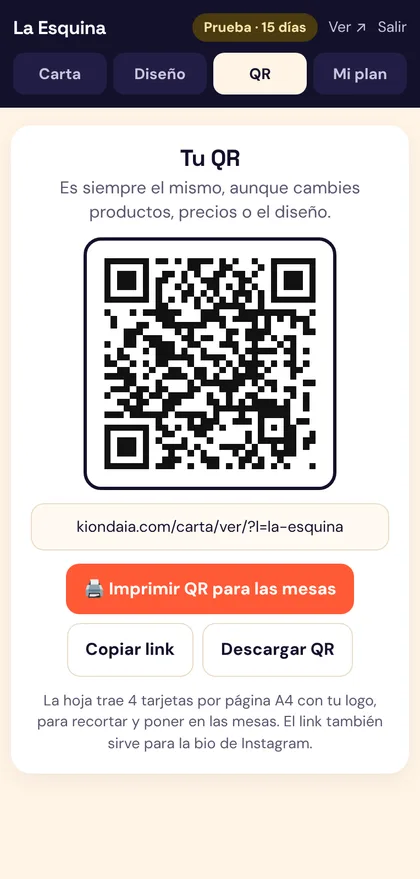 La Esquina
Prueba · 15 días
Ver ↗
Salir
Carta
Diseño
QR
Mi plan
Tu QR
Es siempre el mismo, aunque cambies
productos, precios o el diseño.
kiondaia.com/carta/ver/?l=la-esquina
🖨️ Imprimir QR para las mesas
Copiar link
Descargar QR
La hoja trae 4 tarjetas por página A4 con tu logo,
para recortar y poner en las mesas. El link también
sirve para la bio de Instagram.